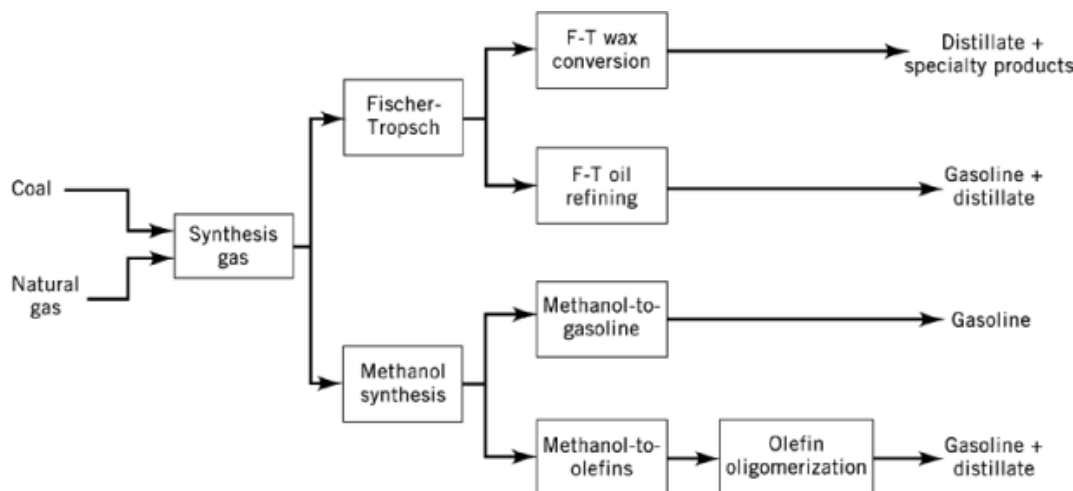 Coal
Natural
gas
Synthesis
gas
Fischer-
Tropsch
Methanol
synthesis
F-T wax
conversion
F-T oil
refining
Methanol-to-
gasoline
Methanol-to-
olefins
Olefin
oligomerization
Distillate +
specialty products
Gasoline +
distillate
Gasoline
Gasoline +
distillate